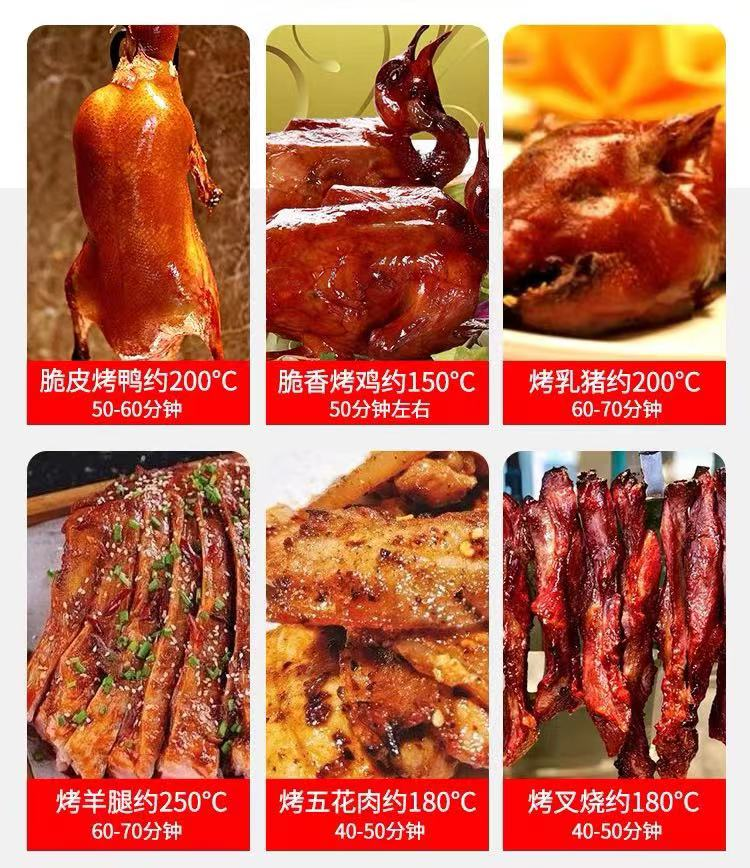 脆皮烤鸭约200°C
50-60分钟
脆香烤鸡约150°C
50分钟左右
烤乳猪约200°C
60-70分钟
烤羊腿约250°C
60-70分钟
烤五花肉约180°C
40-50分钟
烤叉烧约180°C
40-50分钟